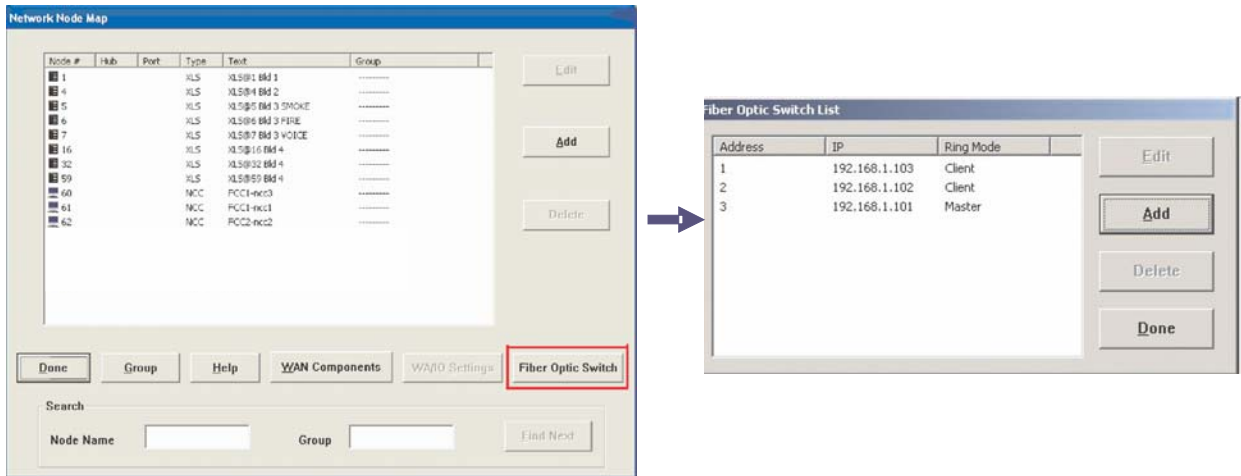 Network Node Map
Node # Hub Port Type Text Group
1 XLS XLS@1 Bld 1 ---------
4 XLS XLS@4 Bld 2 ---------
5 XLS XLS@5 Bld 3 SMOKE ---------
6 XLS XLS@6 Bld 3 FIRE ---------
7 XLS XLS@7 Bld 3 VOICE ---------
16 XLS XLS@16 Bld 4 ---------
32 XLS XLS@32 Bld 4 ---------
59 XLS XLS@59 Bld 4 ---------
60 NCC FCC1-ncc3 ---------
61 NCC FCC1-ncc1 ---------
62 NCC FCC2-ncc2 ---------
Edit
Add
Delete
Done Group Help WAN Components Settings Fiber Optic Switch
Search
Node Name Group Find Next
Fiber Optic Switch List
Address IP Ring Mode
1 192.168.1.103 Client
2 192.168.1.102 Client
3 192.168.1.101 Master
Edit
Add
Delete
Done